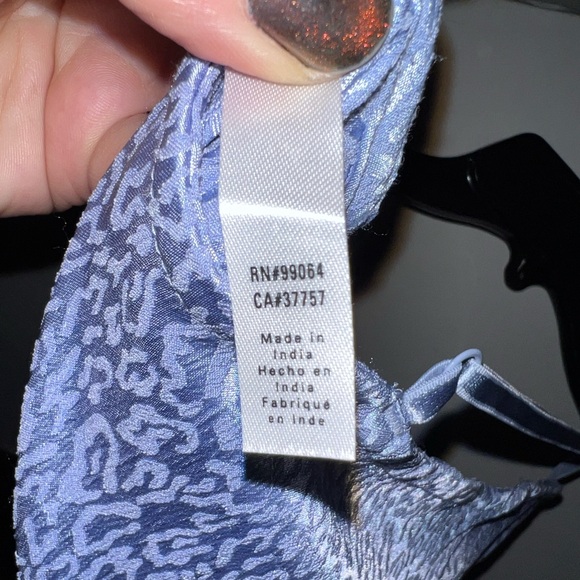 RN#99064
CA#37757
Made in
India
Hecho en
India
Fabriqué
en Inde